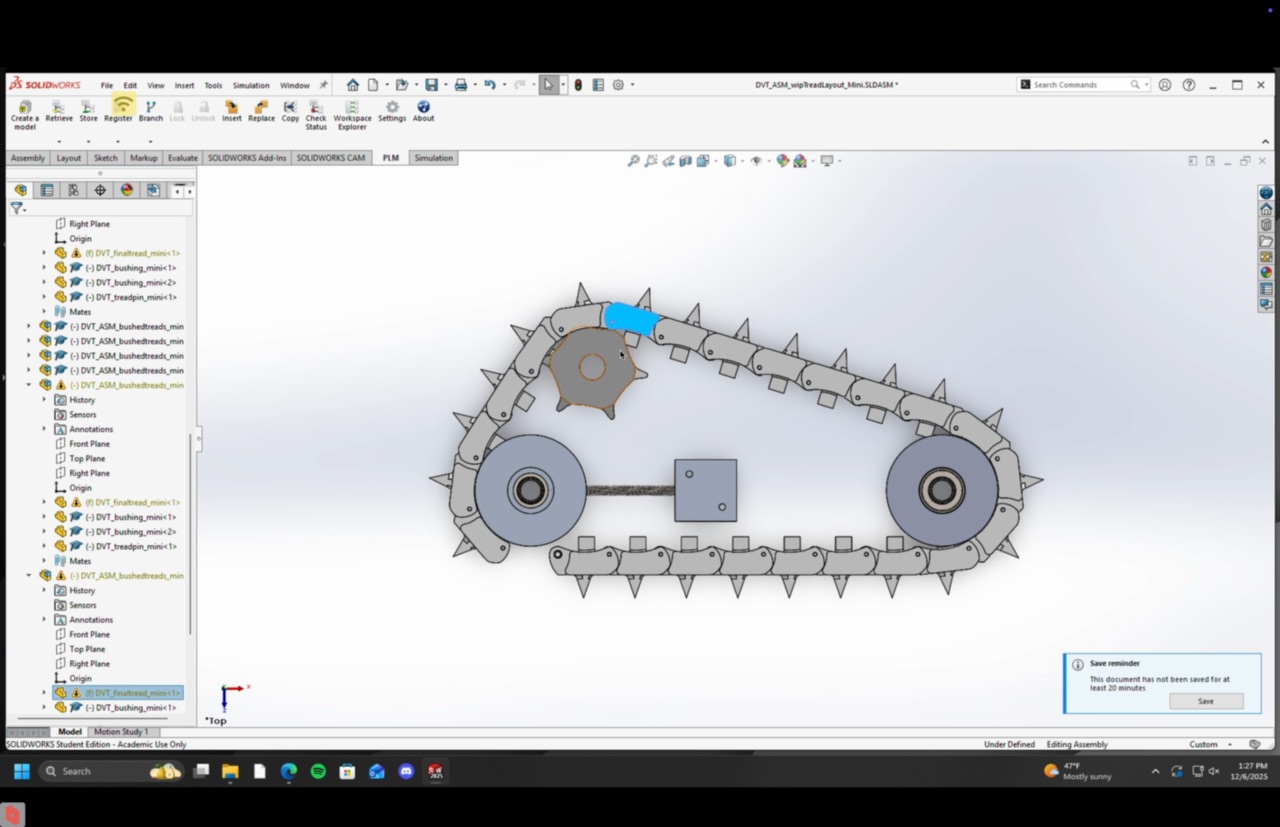 SOLIDWORKS File Edit View Insert Tools Simulation Window DVT_ASM_wipTreadLayout_Mini.SLDASM * Search Commands
Create a model Retrieve Store Register Branch Lock Unlock Insert Replace Copy Check Status Workspace Explorer Settings About
Assembly Layout Sketch Markup Evaluate SOLIDWORKS Add-Ins SOLIDWORKS CAM PLM Simulation
Right Plane
Origin
(f) DVT_finaltread_mini<1>
(-) DVT_bushing_mini<1>
(-) DVT_bushing_mini<2>
(-) DVT_treadpin_mini<1>
Mates
(-) DVT_ASM_bushedtreads_min
(-) DVT_ASM_bushedtreads_min
(-) DVT_ASM_bushedtreads_min
(-) DVT_ASM_bushedtreads_min
(-) DVT_ASM_bushedtreads_min
History
Sensors
Annotations
Front Plane
Top Plane
Right Plane
Origin
(f) DVT_finaltread_mini<1>
(-) DVT_bushing_mini<1>
(-) DVT_bushing_mini<2>
(-) DVT_treadpin_mini<1>
Mates
(-) DVT_ASM_bushedtreads_min
History
Sensors
Annotations
Front Plane
Top Plane
Right Plane
Origin
(f) DVT_finaltread_mini<1>
(-) DVT_bushing_mini<1>
Save reminder
This document has not been saved for at
least 20 minutes
Save
x
*Top
Model Motion Study 1
SOLIDWORKS Student Edition - Academic Use Only Under Defined Editing Assembly Custom
Search
47°F
Mostly sunny
1:27 PM
12/6/2025